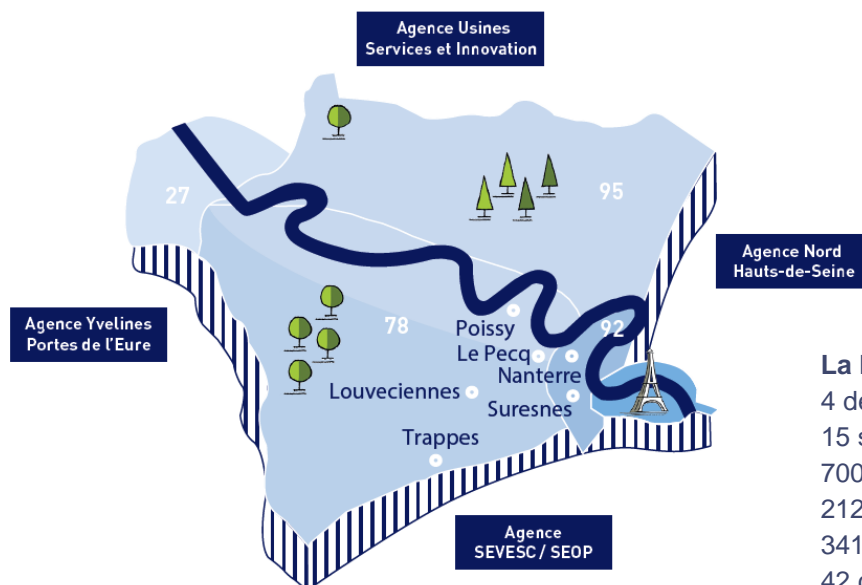 Agence Usines
Services et Innovation
27
95
Agence Nord
Hauts-de-Seine
Agence Yvelines
Portes de l'Eure
78
92
Poissy
Le Pecq
Nanterre
Louveciennes
Suresnes
Trappes
Agence
SEVESC / SEOP
La
4
15
700
212
341
42